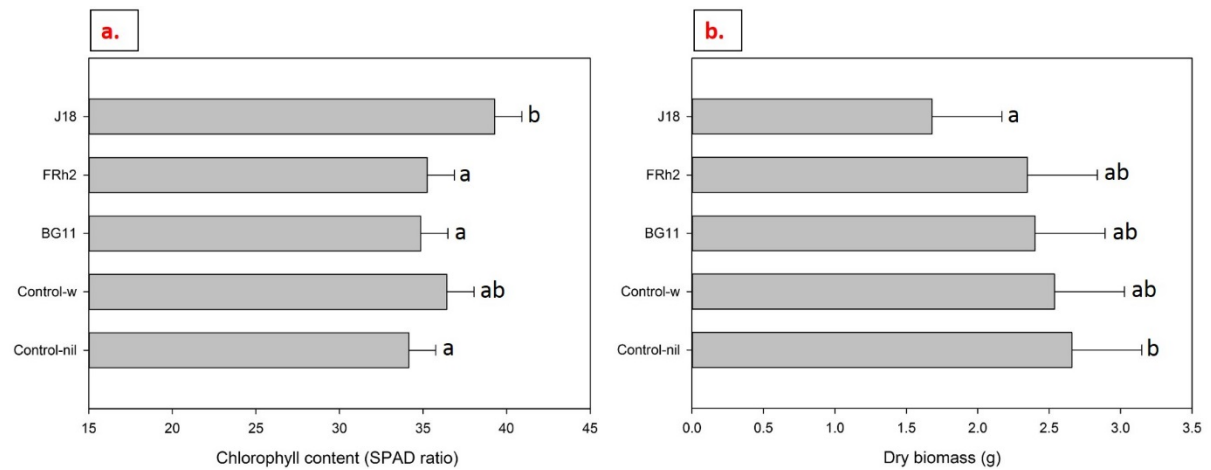 a.
J18 b
FRh2 a
BG11 a
Control-w ab
Control-nil a
15 20 25 30 35 40 45
Chlorophyll content (SPAD ratio)
b.
J18 a
FRh2 ab
BG11 ab
Control-w ab
Control-nil b
0.0 0.5 1.0 1.5 2.0 2.5 3.0 3.5
Dry biomass (g)